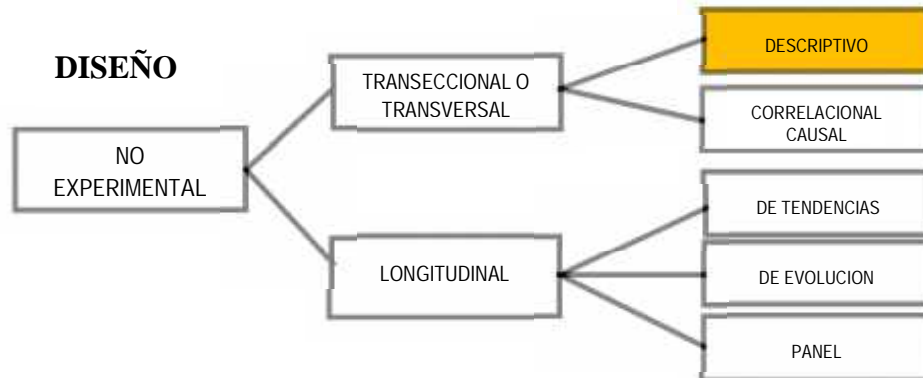 DISEÑO
NO
EXPERIMENTAL
TRANSECCIONAL O
TRANSVERSAL
DESCRIPTIVO
CORRELACIONAL
CAUSAL
LONGITUDINAL
DE TENDENCIAS
DE EVOLUCION
PANEL